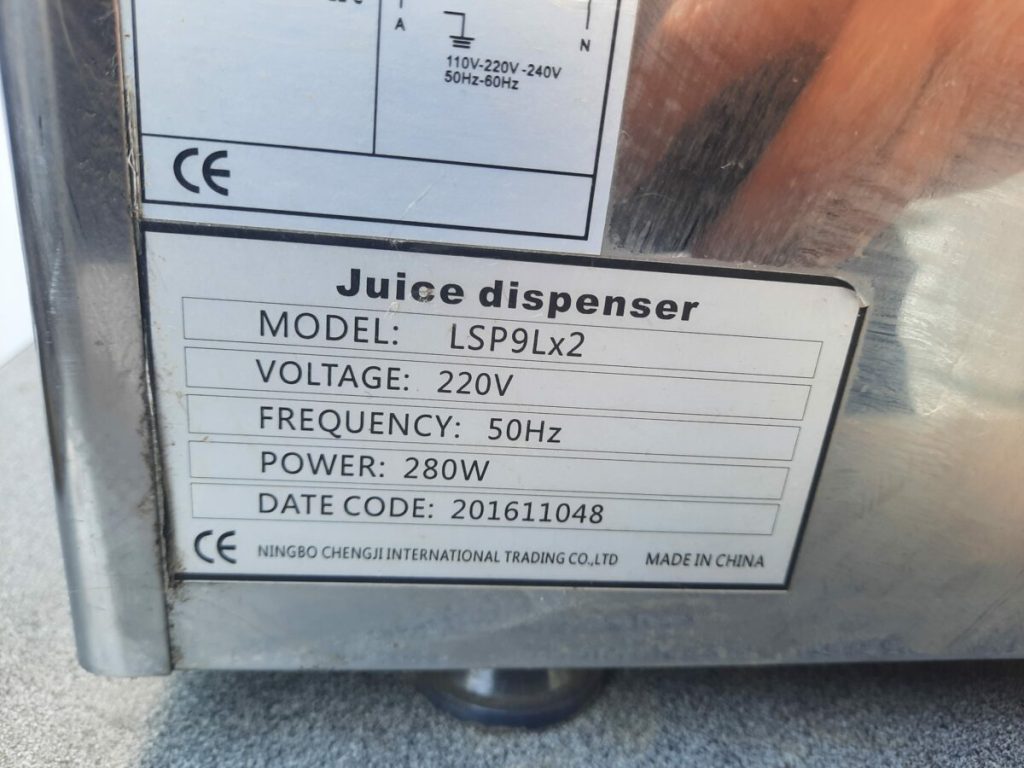 A
N
110V-220V-240V
50Hz-60Hz
CE
Juice dispenser
MODEL: LSP9Lx2
VOLTAGE: 220V
FREQUENCY: 50Hz
POWER: 280W
DATE CODE: 201611048
CE NINGBO CHENGJI INTERNATIONAL TRADING CO.,LTD MADE IN CHINA